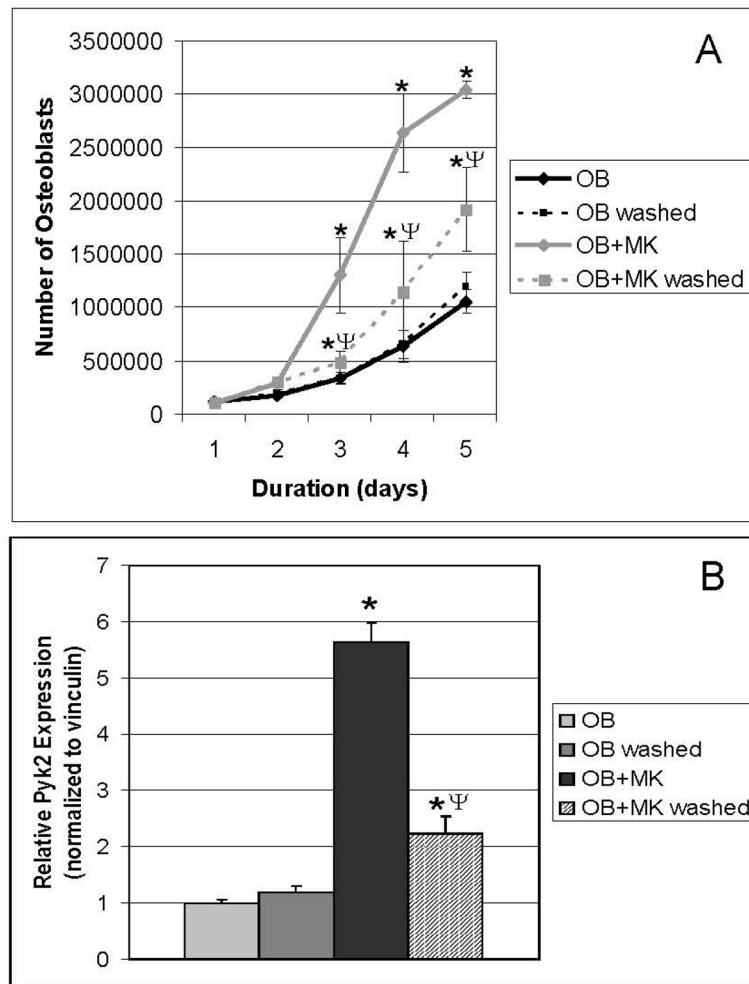 A
3500000
3000000
2500000
2000000
1500000
1000000
500000
0
Number of Osteoblasts
* * *
*Ψ *Ψ *Ψ
1 2 3 4 5
Duration (days)
OB
OB washed
OB+MK
OB+MK washed
B
7
6
5
4
3
2
1
0
Relative Pyk2 Expression
(normalized to vinculin)
*
*Ψ
OB
OB washed
OB+MK
OB+MK washed